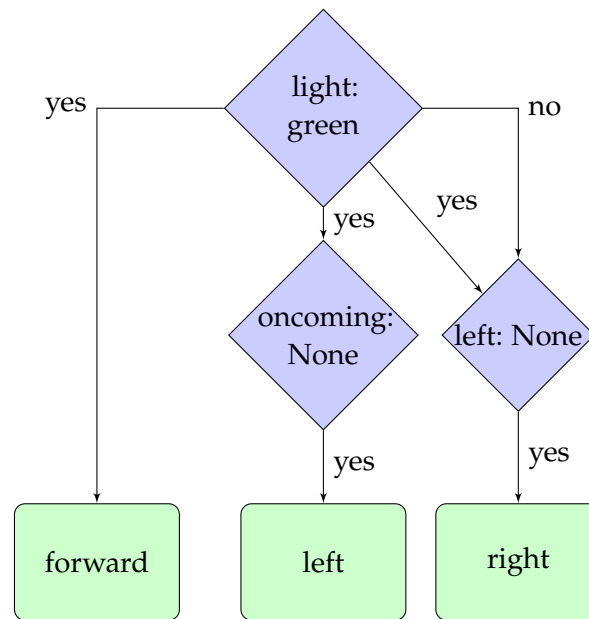 light:
green
yes
no
yes
yes
oncoming:
None
left: None
yes
yes
forward
left
right